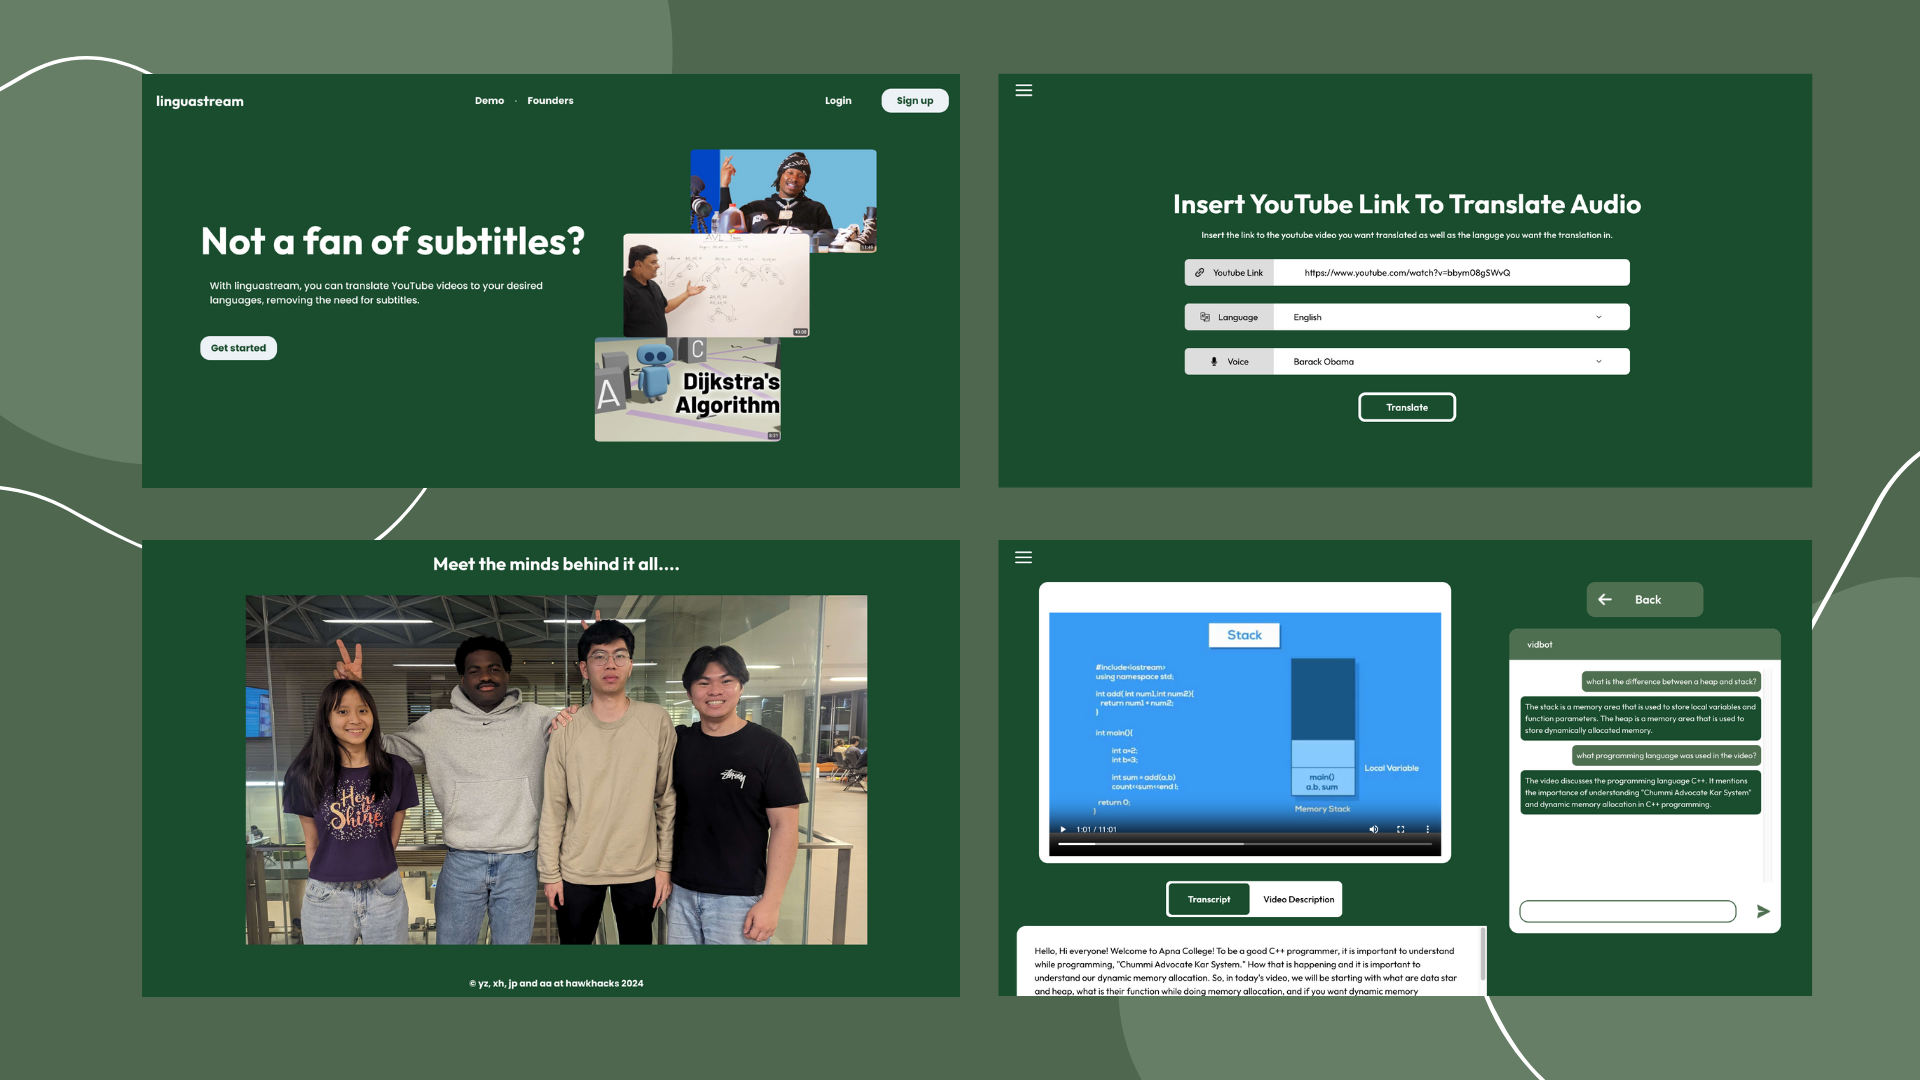 linguastream
Demo · Founders
Login
Sign up
Not a fan of subtitles?
With linguastream, you can translate YouTube videos to your desired
languages, removing the need for subtitles.
Get started
AVL Tree
C
A
Dijkstra's
Algorithm
8:31
Insert YouTube Link To Translate Audio
Insert the link to the youtube video you want translated as well as the languge you want the translation in.
Youtube Link
https://www.youtube.com/watch?v=bbym08gSWvQ
Language
English
Voice
Barack Obama
Translate
Meet the minds behind it all....
Here
to
Shine
Stüssy
© yz, xh, jp and aa at hawkhacks 2024
Stack
#include<iostream>
using namespace std;
int add( int num1,int num2){
return num1 + num2;
}
int main(){
int a=2;
int b=3;
int sum = add(a,b)
count<<sum<<end l;
return 0;
}
main()
a,b, sum
Local Variable
Memory Stack
1:01 / 11:01
Transcript
Video Description
Hello, Hi everyone! Welcome to Apna College! To be a good C++ programmer, it is important to understand
while programming, "Chummi Advocate Kar System." How that is happening and it is important to
understand our dynamic memory allocation. So, in today's video, we will be starting with what are data star
and heap, what is their function while doing memory allocation, and if you want dynamic memory
Back
vidbot
what is the difference between a heap and stack?
The stack is a memory area that is used to store local variables and
function parameters. The heap is a memory area that is used to
store dynamically allocated memory.
what programming language was used in the video?
The video discusses the programming language C++. It mentions
the importance of understanding "Chummi Advocate Kar System"
and dynamic memory allocation in C++ programming.